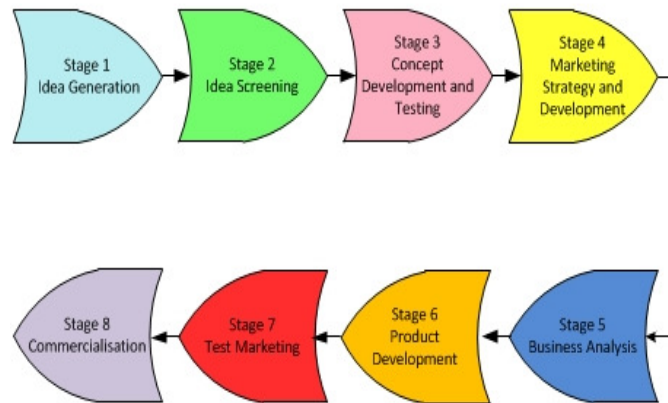 Stage 1
Idea Generation
Stage 2
Idea Screening
Stage 3
Concept
Development and
Testing
Stage 4
Marketing
Strategy and
Development
Stage 5
Business Analysis
Stage 6
Product
Development
Stage 7
Test Marketing
Stage 8
Commercialisation